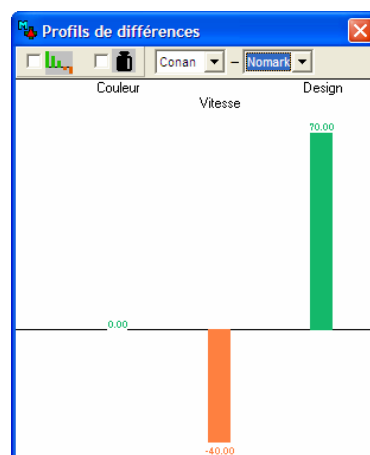 Profils de différences
Conan – Nomark
Couleur Design
Vitesse
70.00
0.00
-40.00